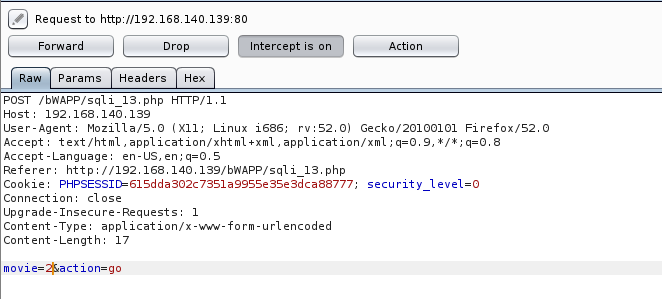 Request to http://192.168.140.139:80
Forward Drop Intercept is on Action
Raw Params Headers Hex
POST /bWAPP/sqli_13.php HTTP/1.1
Host: 192.168.140.139
User-Agent: Mozilla/5.0 (X11; Linux i686; rv:52.0) Gecko/20100101 Firefox/52.0
Accept: text/html,application/xhtml+xml,application/xml;q=0.9,*/*;q=0.8
Accept-Language: en-US,en;q=0.5
Referer: http://192.168.140.139/bWAPP/sqli_13.php
Cookie: PHPSESSID=615dda302c7351a9955e35e3dca88777; security_level=0
Connection: close
Upgrade-Insecure-Requests: 1
Content-Type: application/x-www-form-urlencoded
Content-Length: 17
movie=2&action=go